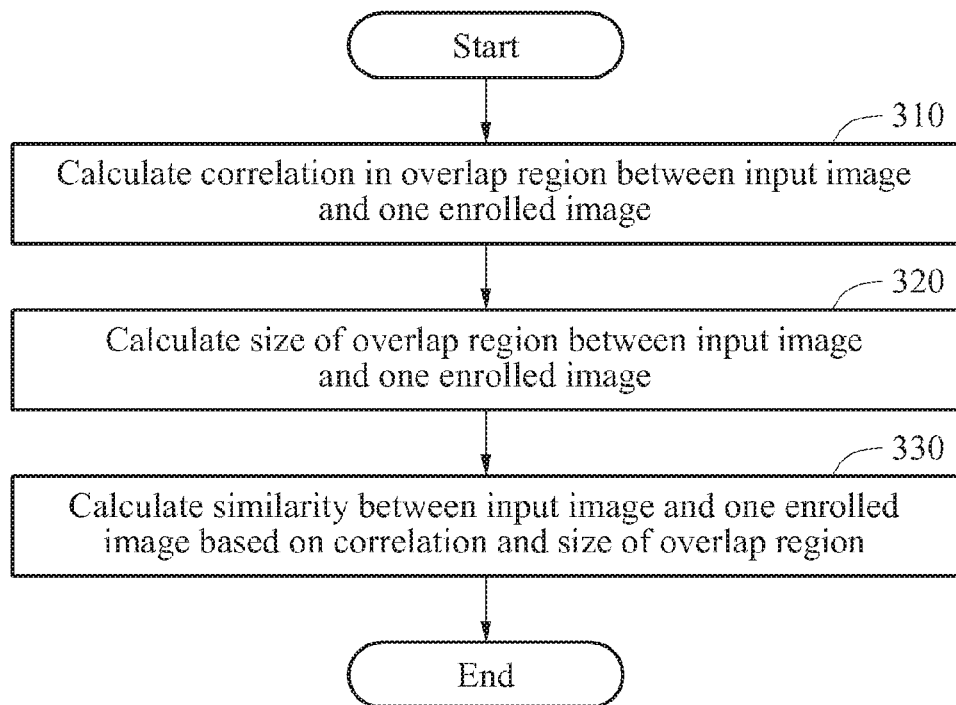 Start
310
Calculate correlation in overlap region between input image
and one enrolled image
320
Calculate size of overlap region between input image
and one enrolled image
330
Calculate similarity between input image and one enrolled
image based on correlation and size of overlap region
End